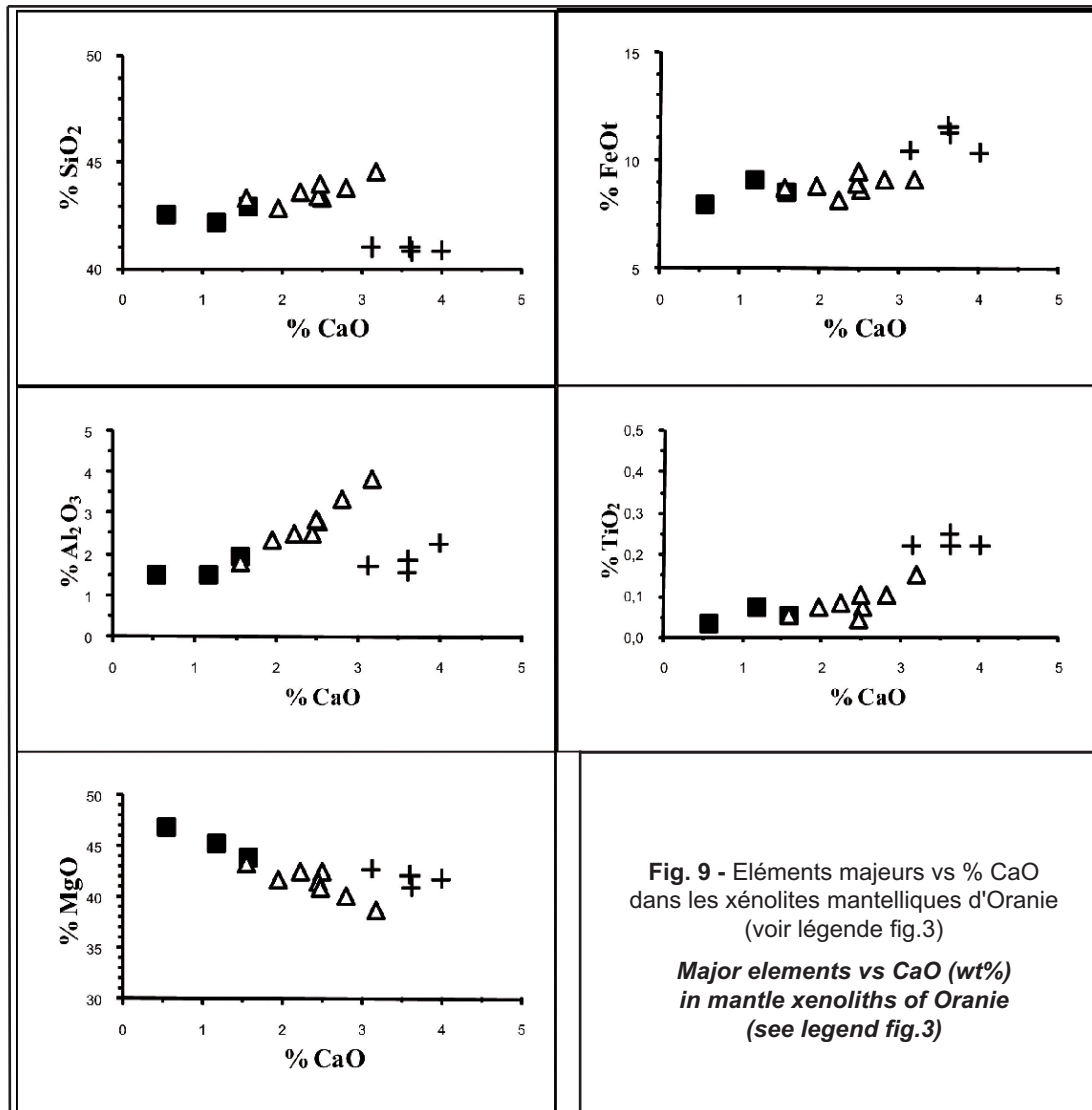 50
45
40
% SiO2
0 1 2 3 4 5
% CaO
15
10
5
% FeOt
0 1 2 3 4 5
% CaO
5
4
3
2
1
0
% Al2O3
0 1 2 3 4 5
% CaO
0,5
0,4
0,3
0,2
0,1
0,0
% TiO2
0 1 2 3 4 5
% CaO
50
45
40
35
30
% MgO
0 1 2 3 4 5
% CaO
Fig. 9 - Eléments majeurs vs % CaO
dans les xénolites mantelliques d'Oranie
(voir légende fig.3)
Major elements vs CaO (wt%)
in mantle xenoliths of Oranie
(see legend fig.3)